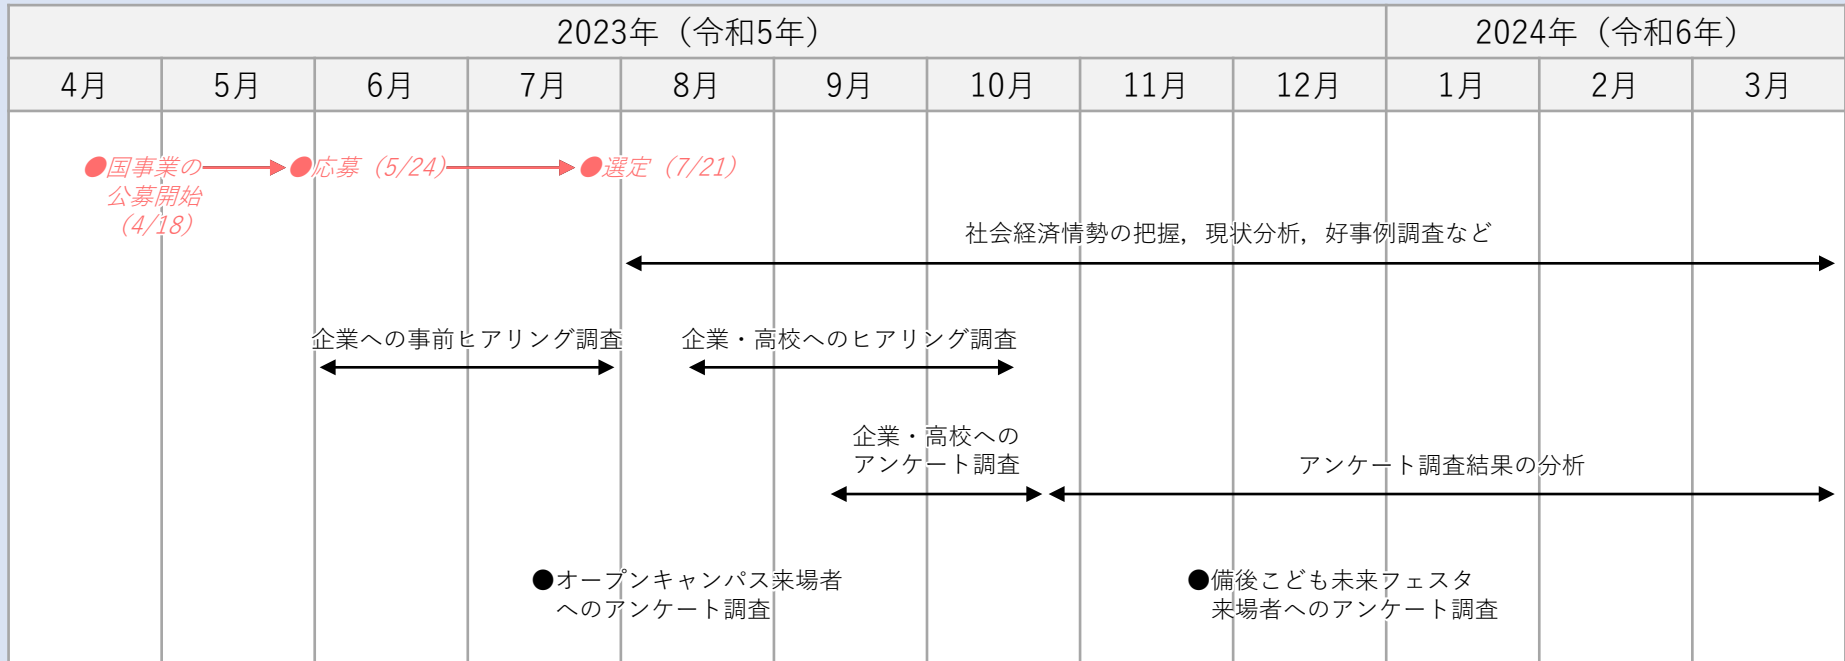 2023年（令和5年）
2024年（令和6年）
4月
5月
6月
7月
8月
9月
10月
11月
12月
1月
2月
3月
●国事業の
公募開始
（4/18）
●応募（5/24）
●選定（7/21）
社会経済情勢の把握，現状分析，好事例調査など
企業への事前ヒアリング調査
企業・高校へのヒアリング調査
企業・高校への
アンケート調査
アンケート調査結果の分析
●オープンキャンパス来場者
へのアンケート調査
●備後こども未来フェスタ
来場者へのアンケート調査